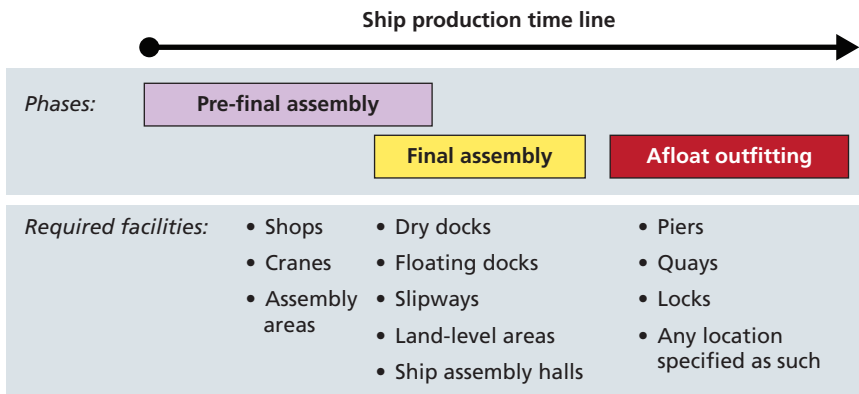 Ship production time line
Phases:
Pre-final assembly
Final assembly
Afloat outfitting
Required facilities:
• Shops
• Cranes
• Assembly
areas
• Dry docks
• Floating docks
• Slipways
• Land-level areas
• Ship assembly halls
• Piers
• Quays
• Locks
• Any location
specified as such